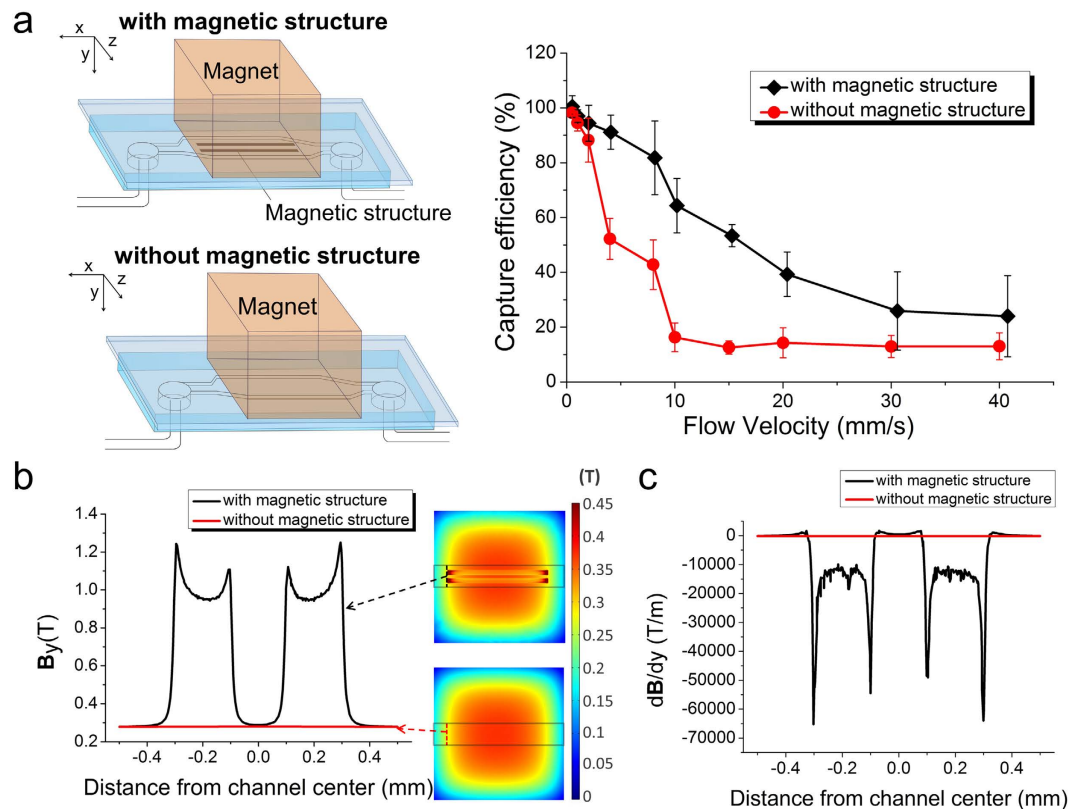 a
with magnetic structure
x
y
z
Magnet
Magnetic structure
without magnetic structure
x
y
z
Magnet
Capture efficiency (%)
120
100
80
60
40
20
0
with magnetic structure
without magnetic structure
0 10 20 30 40
Flow Velocity (mm/s)
b
with magnetic structure
without magnetic structure
By(T)
1.4
1.2
1.0
0.8
0.6
0.4
0.2
-0.4 -0.2 0.0 0.2 0.4
Distance from channel center (mm)
(T)
0.45
0.4
0.35
0.3
0.25
0.2
0.15
0.1
0.05
0
c
with magnetic structure
without magnetic structure
dB/dy (T/m)
0
-10000
-20000
-30000
-40000
-50000
-60000
-70000
-0.4 -0.2 0.0 0.2 0.4
Distance from channel center (mm)